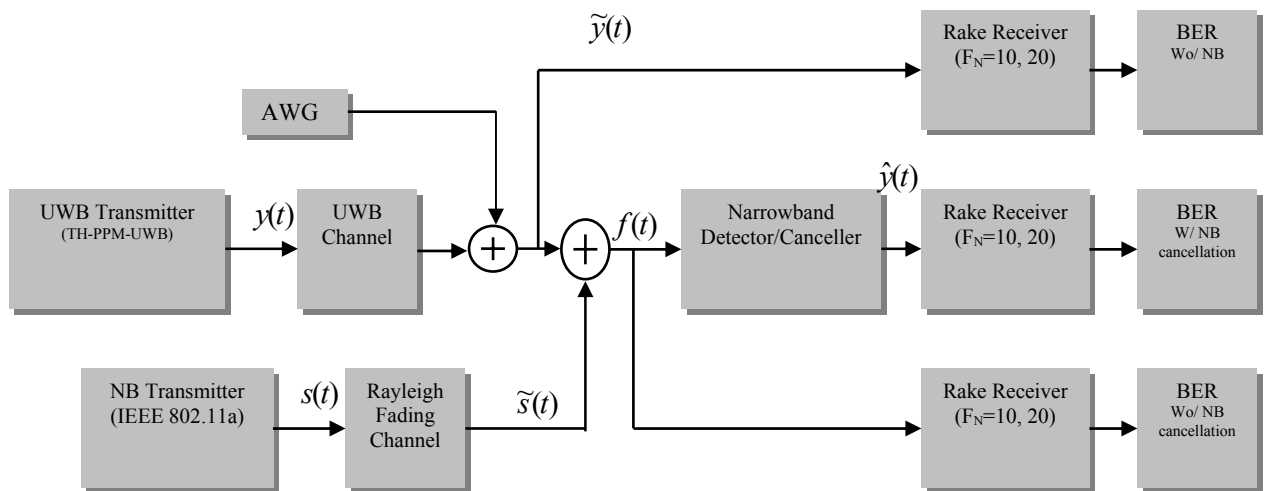 ỹ(t)
Rake Receiver
(F_N=10, 20)
BER
Wo/ NB
AWG
UWB Transmitter
(TH-PPM-UWB)
y(t)
UWB
Channel
+
+
f(t)
Narrowband
Detector/Canceller
ŷ(t)
Rake Receiver
(F_N=10, 20)
BER
W/ NB
cancellation
NB Transmitter
(IEEE 802.11a)
s(t)
Rayleigh
Fading
Channel
s̃(t)
Rake Receiver
(F_N=10, 20)
BER
Wo/NB
cancellation